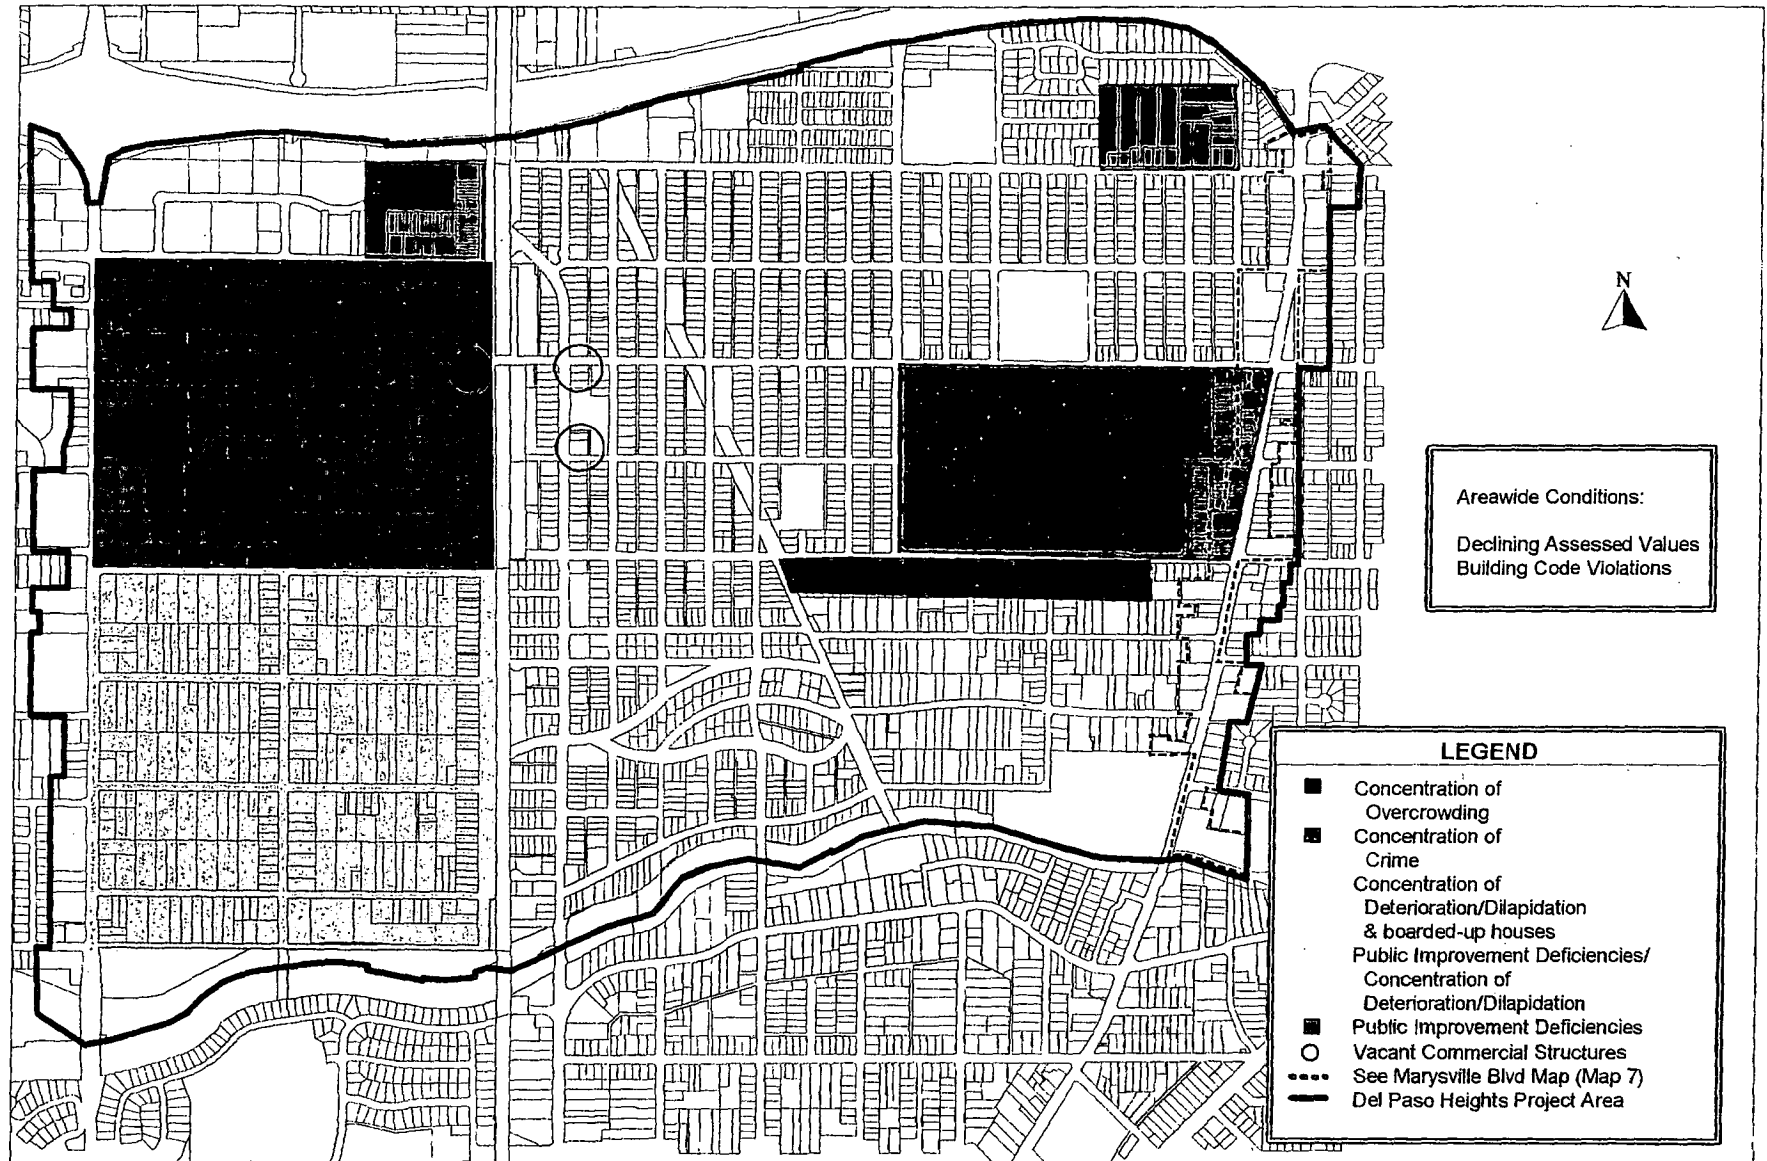 N
Areawide Conditions:
Declining Assessed Values
Building Code Violations
LEGEND
Concentration of
Overcrowding
Concentration of
Crime
Concentration of
Deterioration/Dilapidation
& boarded-up houses
Public Improvement Deficiencies/
Concentration of
Deterioration/Dilapidation
Public Improvement Deficiencies
Vacant Commercial Structures
See Marysville Blvd Map (Map 7)
Del Paso Heights Project Area